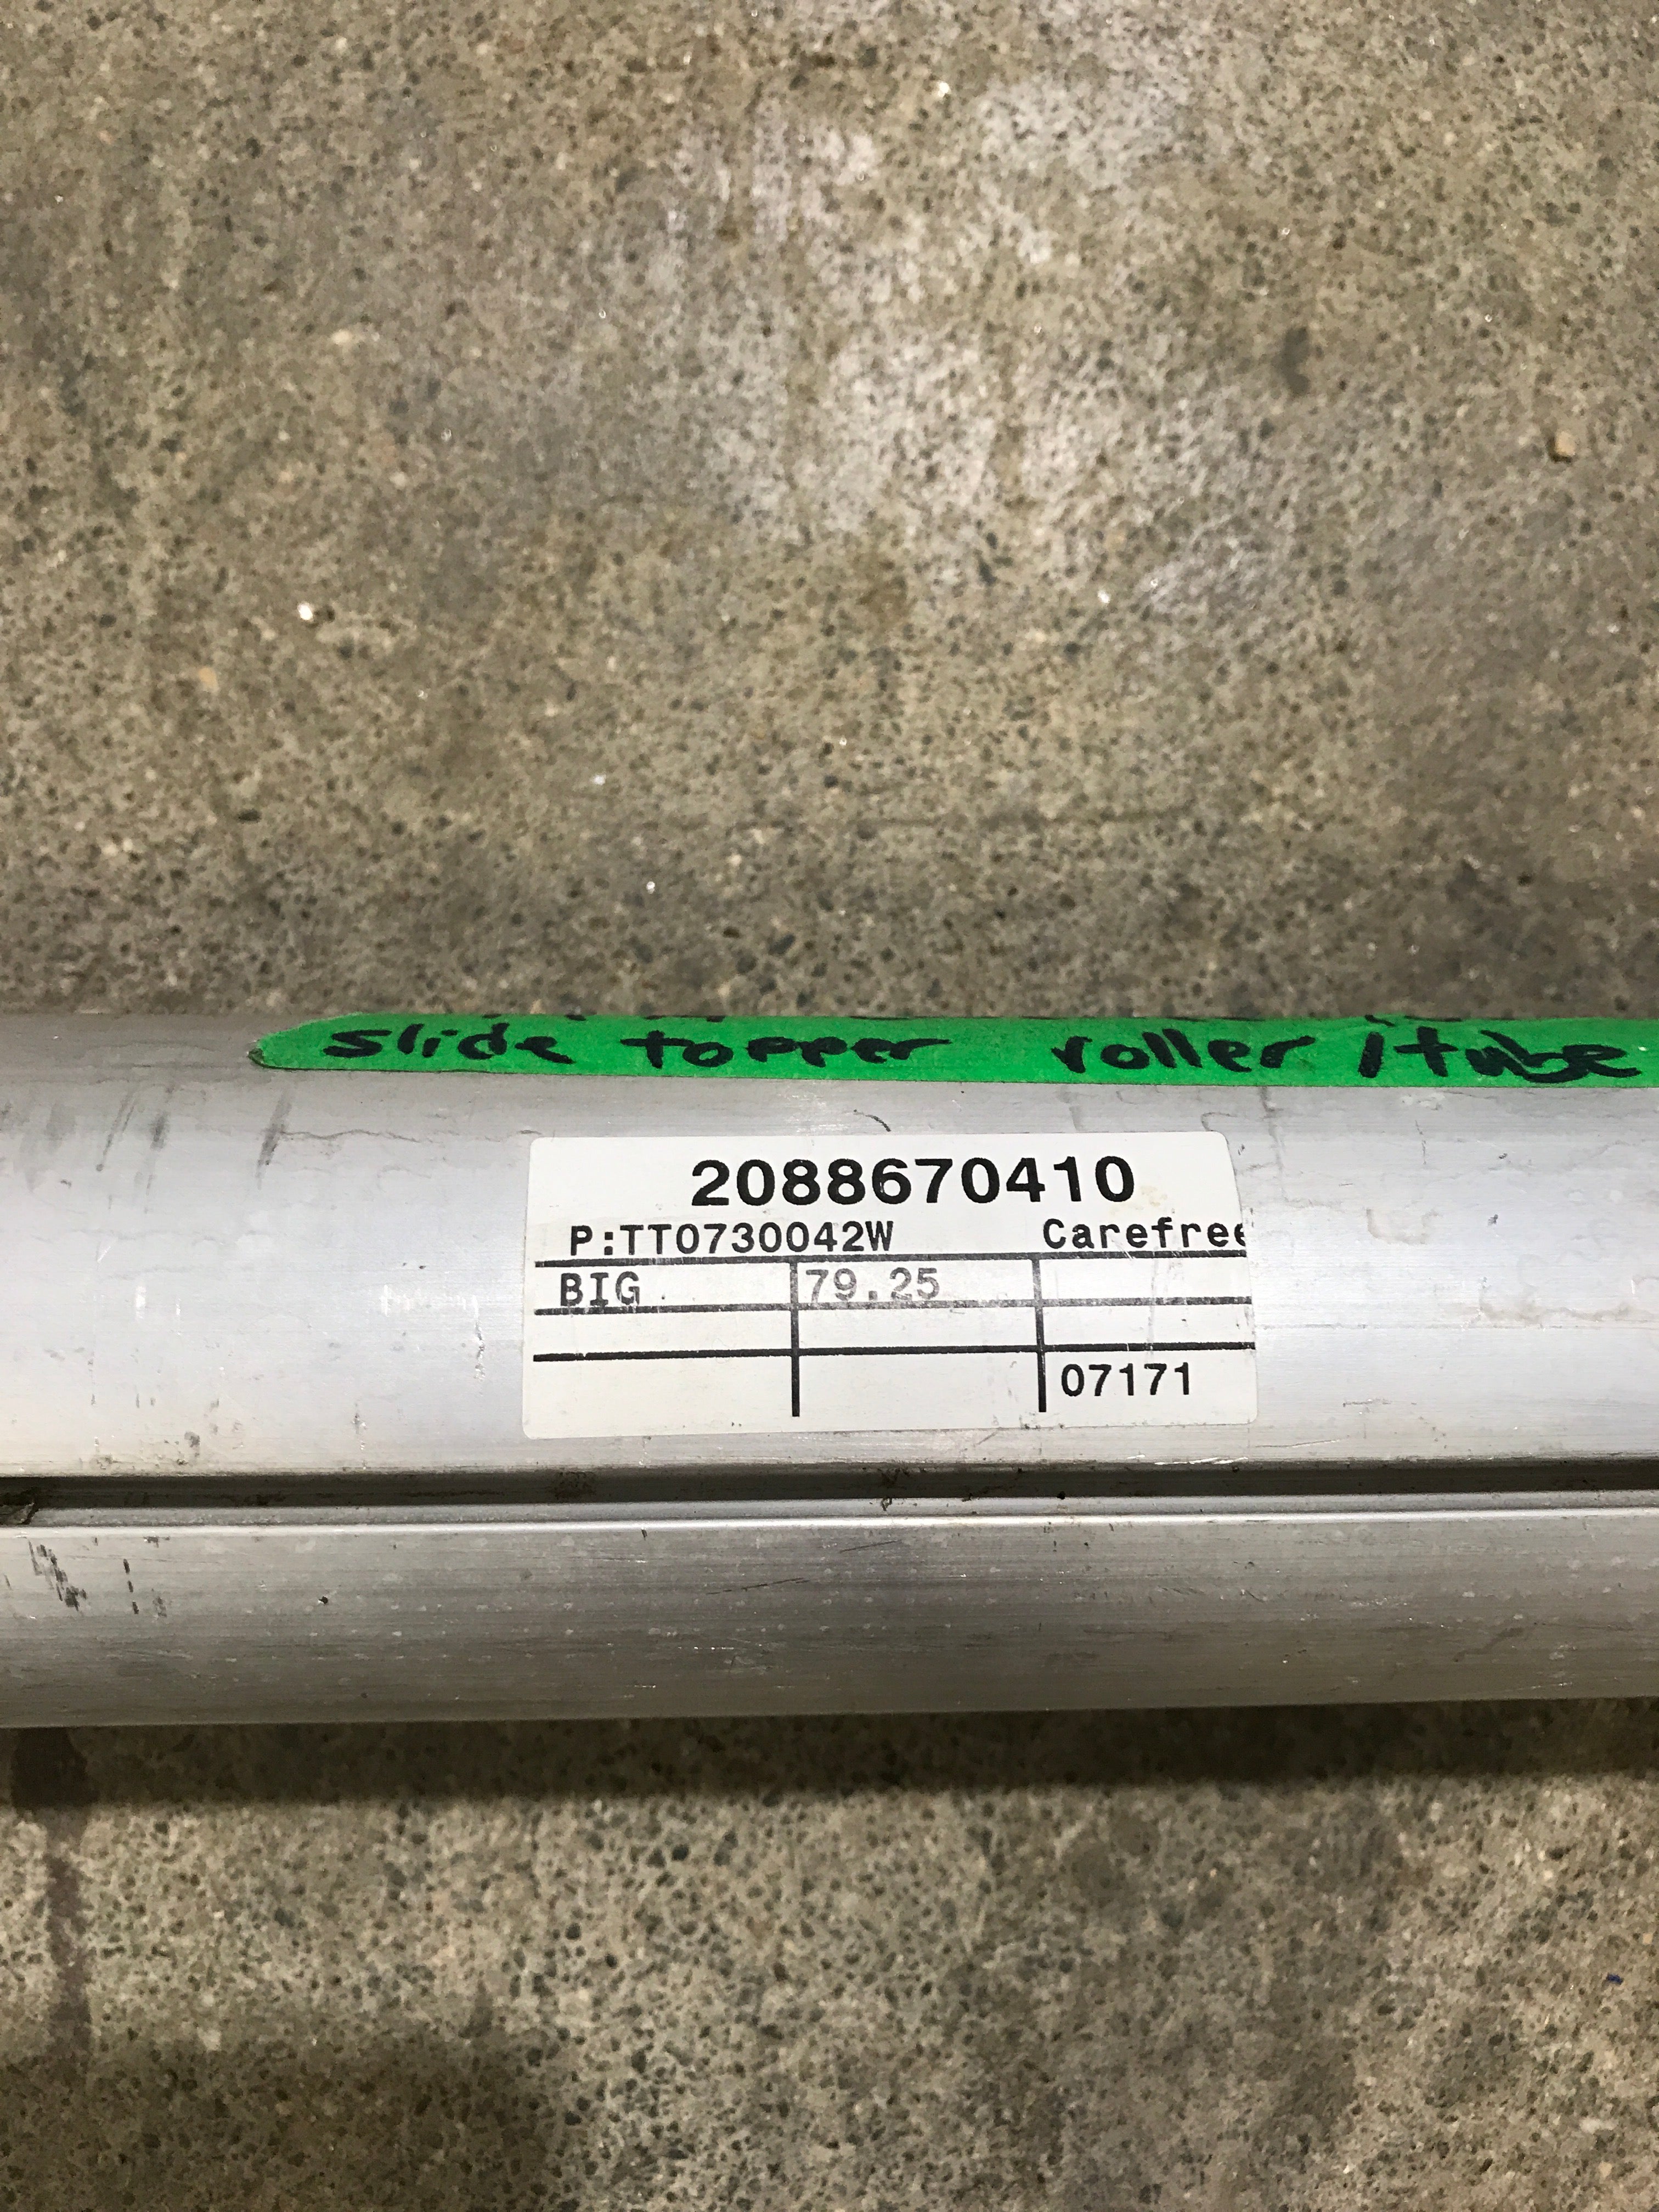 slide topper roller / tube
2088670410
P:TT0730042W Carefree
BIG 79.25
07171